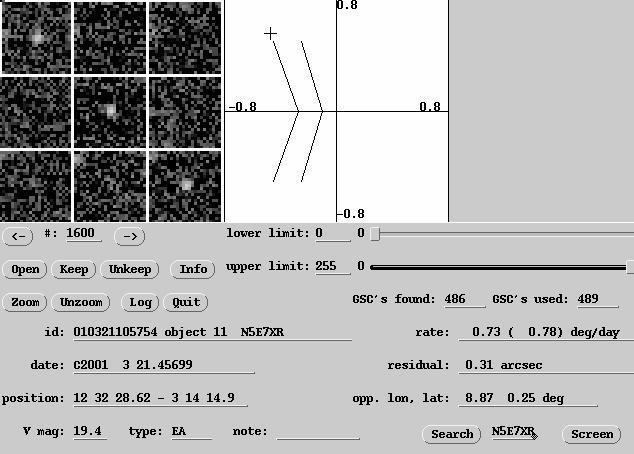 0.8
-0.8 0.8
-0.8
<- #: 1600 -> lower limit: 0 0
Open Keep Unkeep Info upper limit: 255 0
Zoom Unzoom Log Quit GSC's found: 486 GSC's used: 489
id: 010321105754 object 11 N5E7XR rate: 0.73 ( 0.78) deg/day
date: C2001 3 21.45699 residual: 0.31 arcsec
position: 12 32 28.62 - 3 14 14.9 opp. lon, lat: 8.87 0.25 deg
V mag: 19.4 type: EA note: Search N5E7XR Screen